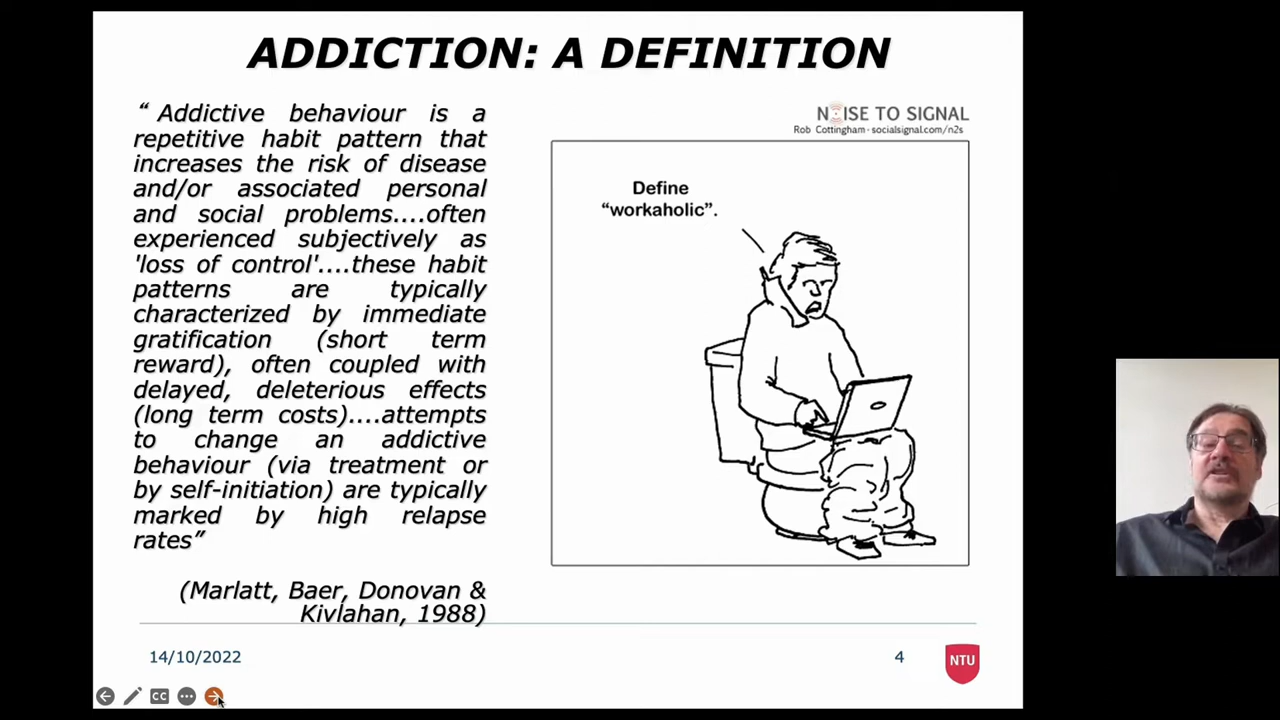 ADDICTION: A DEFINITION
“ Addictive behaviour is a
repetitive habit pattern that
increases the risk of disease
and/or associated personal
and social problems....often
experienced subjectively as
'loss of control'....these habit
patterns are typically
characterized by immediate
gratification (short term
reward), often coupled with
delayed, deleterious effects
(long term costs)....attempts
to change an addictive
behaviour (via treatment or
by self-initiation) are typically
marked by high relapse
rates”
(Marlatt, Baer, Donovan &
Kivlahan, 1988)
NOISE TO SIGNAL
Rob Cottingham · socialsignal.com/n2s
Define
“workaholic”.
14/10/2022
4
NTU
CC